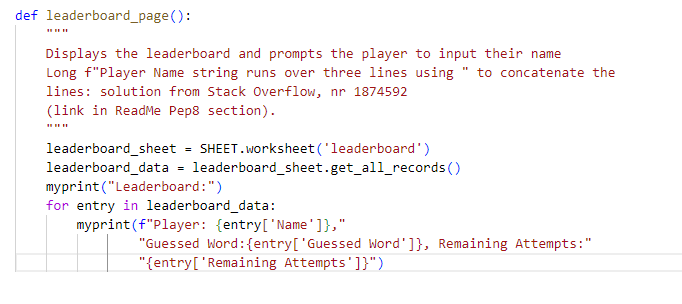 def leaderboard_page():
    """
    Displays the leaderboard and prompts the player to input their name
    Long f"Player Name string runs over three lines using " to concatenate the
    lines: solution from Stack Overflow, nr 1874592
    (link in ReadMe Pep8 section).
    """
    leaderboard_sheet = SHEET.worksheet('leaderboard')
    leaderboard_data = leaderboard_sheet.get_all_records()
    myprint("Leaderboard:")
    for entry in leaderboard_data:
        myprint(f"Player: {entry['Name']},"
                "Guessed Word:{entry['Guessed Word']}, Remaining Attempts:"
                "{entry['Remaining Attempts']}")